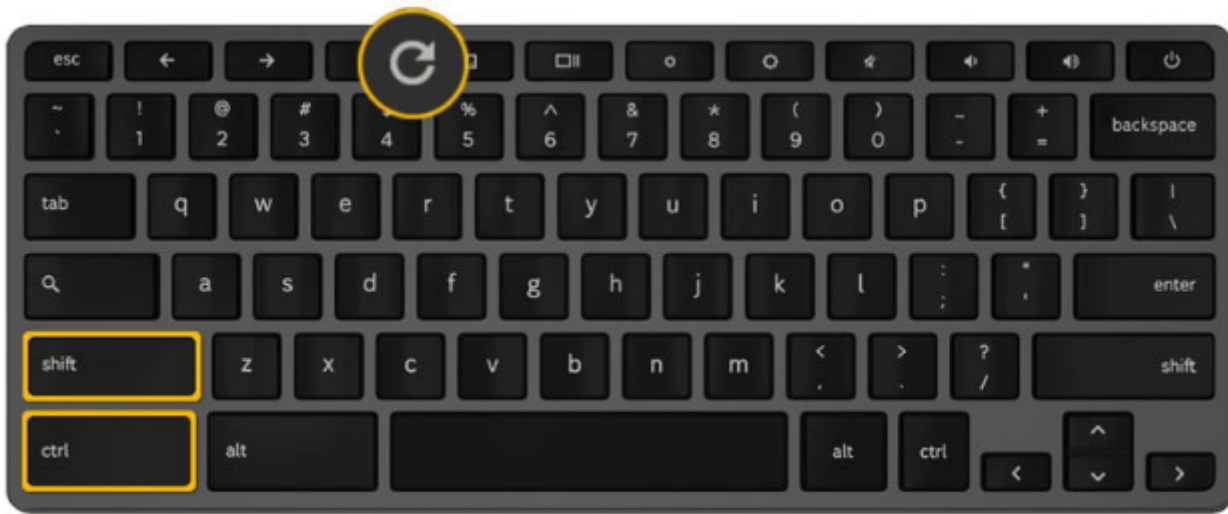 esc
~ ! @ # % ^ & * ( ) _ +
` 1 2 3 4 5 6 7 8 9 0 - = backspace
tab q w e r t y u i o p { [ } ] | \
a s d f g h j k l : ; " ' enter
shift z x c v b n m < , > . ? / shift
ctrl alt alt ctrl